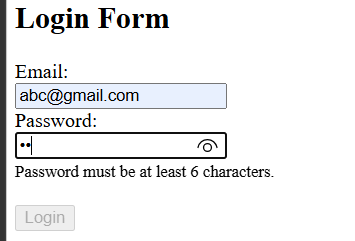 Login Form
Email:
abc@gmail.com
Password:
••
Password must be at least 6 characters.
Login